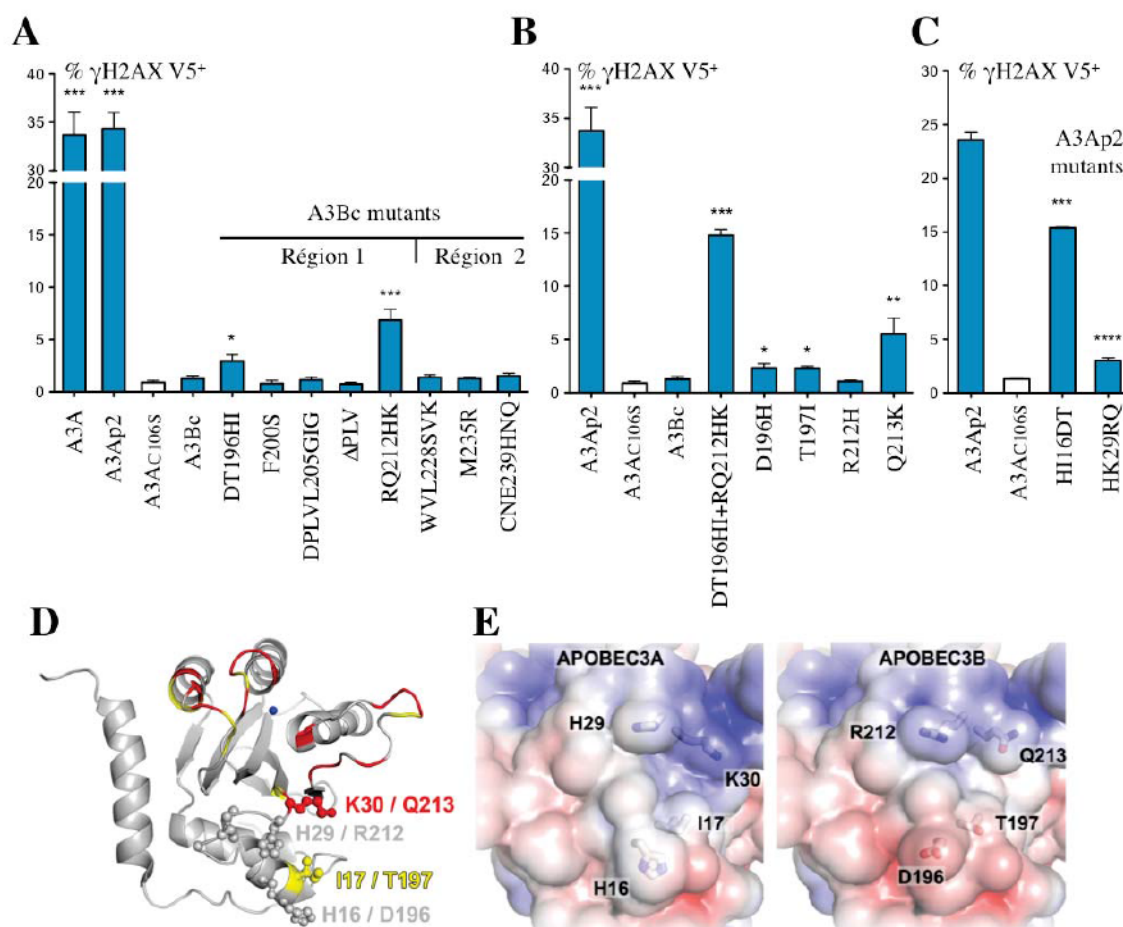 A
% γH2AX V5+
40
35
30
20
15
10
5
0
***
***
*
***
A3Bc mutants
Région 1
Région 2
A3A
A3Ap2
A3AC106S
A3Bc
DT196HI
F200S
DPLVL205GIG
ΔPLV
RQ212HK
WVL228SVK
M235R
CNE239HNQ
B
% γH2AX V5+
40
35
30
20
15
10
5
0
***
***
*
*
**
A3Ap2
A3AC106S
A3Bc
DT196HI+RQ212HK
D196H
T197I
R212H
Q213K
C
% γH2AX V5+
30
25
20
15
10
5
0
A3Ap2
mutants
***
****
A3Ap2
A3AC106S
HI16DT
HK29RQ
D
K30 / Q213
H29 / R212
I17 / T197
H16 / D196
E
APOBEC3A
H29
K30
I17
H16
APOBEC3B
R212
Q213
T197
D196